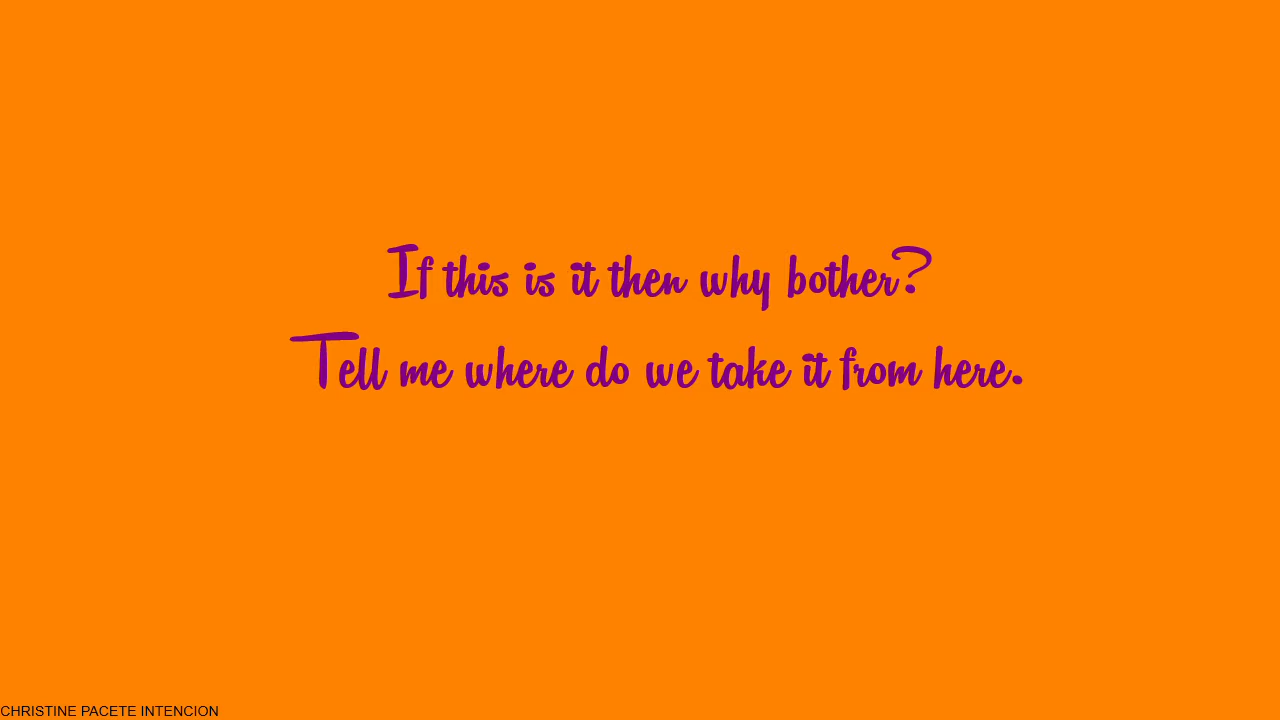 If this is it then why bother?
Tell me where do we take it from here.
CHRISTINE PACETE INTENCION